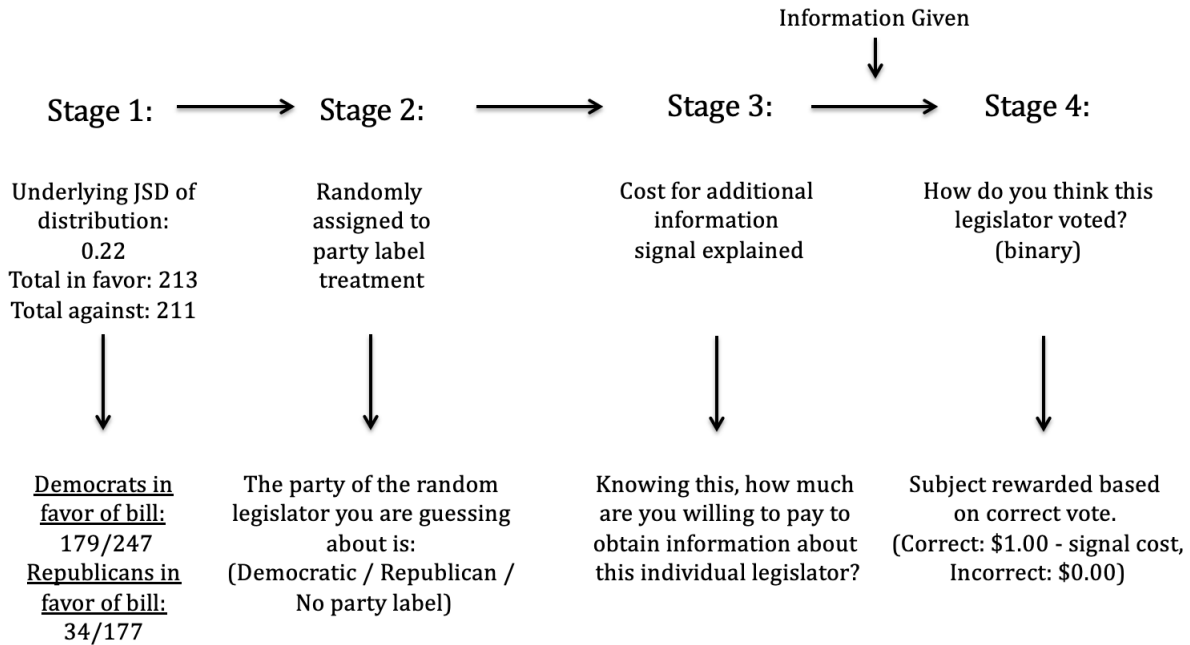 Information Given
Stage 1:
Stage 2:
Stage 3:
Stage 4:
Underlying JSD of
distribution:
0.22
Total in favor: 213
Total against: 211
Randomly
assigned to
party label
treatment
Cost for additional
information
signal explained
How do you think this
legislator voted?
(binary)
Democrats in
favor of bill:
179/247
Republicans in
favor of bill:
34/177
The party of the random
legislator you are guessing
about is:
(Democratic / Republican /
No party label)
Knowing this, how much
are you willing to pay to
obtain information about
this individual legislator?
Subject rewarded based
on correct vote.
(Correct: $1.00 - signal cost,
Incorrect: $0.00)